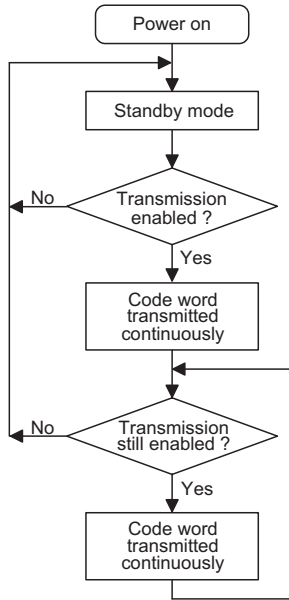 Power on
Standby mode
Transmission
enabled ?
No
Yes
Code word
transmitted
continuously
Transmission
still enabled ?
No
Yes
Code word
transmitted
continuously